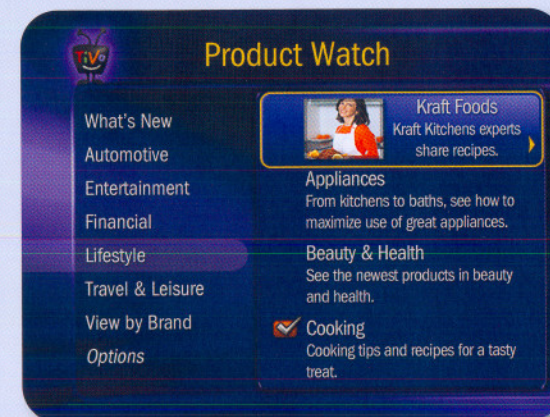 TiVo
Product Watch
What's New
Automotive
Entertainment
Financial
Lifestyle
Travel & Leisure
View by Brand
Options
Kraft Foods
Kraft Kitchens experts
share recipes.
Appliances
From kitchens to baths, see how to
maximize use of great appliances.
Beauty & Health
See the newest products in beauty
and health.
Cooking
Cooking tips and recipes for a tasty
treat.